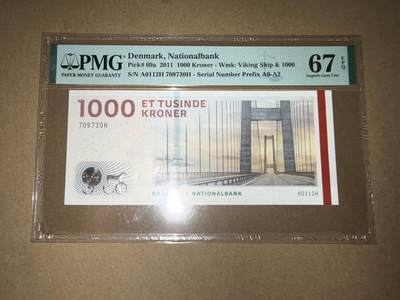 PMG
PAPER MONEY GUARANTY
Denmark, Nationalbank
Pick# 69a 2011 1000 Kroner - Wmk: Viking Ship & 1000
S/N A0112H 709730H - Serial Number Prefix A0-A2
67 EPQ
Superb Gem Unc
1000 ET TUSINDE
KRONER
709730H
NATIONALBANK
A0112H